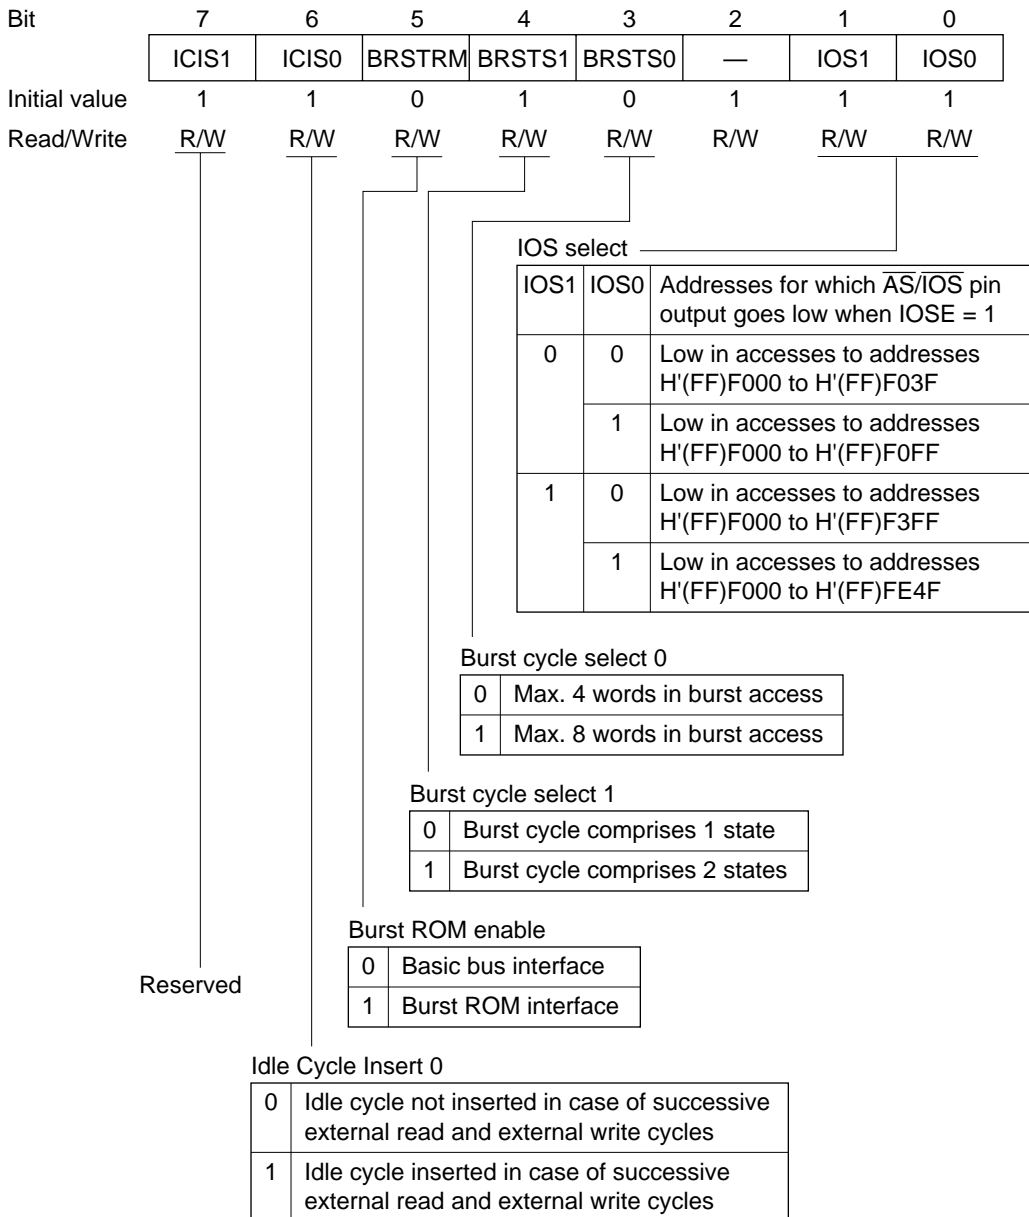 Bit 7 6 5 4 3 2 1 0
ICIS1 ICIS0 BRSTRM BRSTS1 BRSTS0 — IOS1 IOS0
Initial value 1 1 0 1 0 1 1 1
Read/Write R/W R/W R/W R/W R/W R/W R/W R/W
IOS select
IOS1 IOS0 Addresses for which A̅S̅/I̅O̅S̅ pin
output goes low when IOSE = 1
0 0 Low in accesses to addresses
H'(FF)F000 to H'(FF)F03F
1 Low in accesses to addresses
H'(FF)F000 to H'(FF)F0FF
1 0 Low in accesses to addresses
H'(FF)F000 to H'(FF)F3FF
1 Low in accesses to addresses
H'(FF)F000 to H'(FF)FE4F
Burst cycle select 0
0 Max. 4 words in burst access
1 Max. 8 words in burst access
Burst cycle select 1
0 Burst cycle comprises 1 state
1 Burst cycle comprises 2 states
Burst ROM enable
0 Basic bus interface
1 Burst ROM interface
Reserved
Idle Cycle Insert 0
0 Idle cycle not inserted in case of successive
external read and external write cycles
1 Idle cycle inserted in case of successive
external read and external write cycles